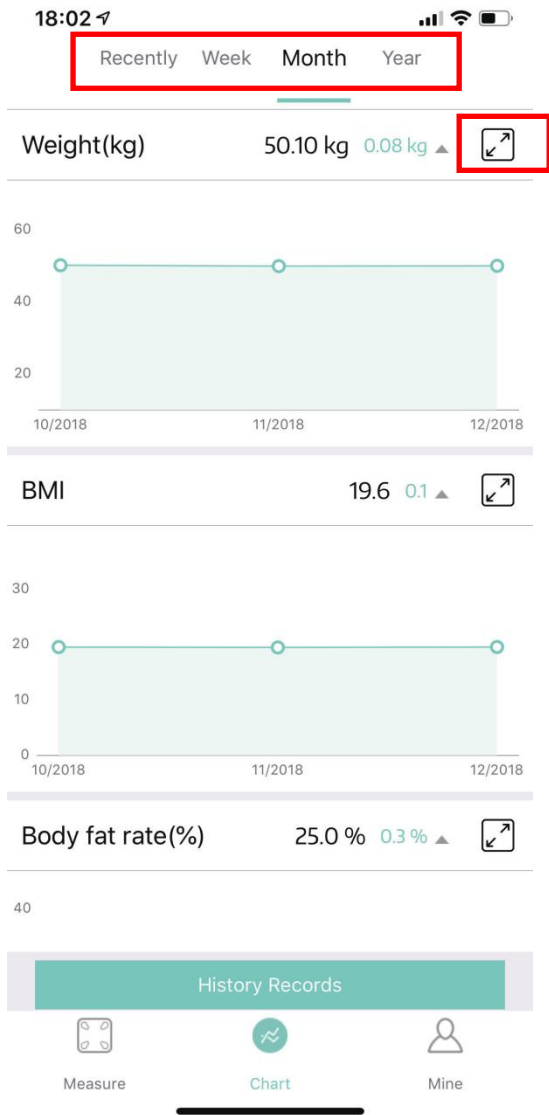 18:02
Recently Week Month Year
Weight(kg) 50.10 kg 0.08 kg
60
40
20
10/2018 11/2018 12/2018
BMI 19.6 0.1
30
20
10
0
10/2018 11/2018 12/2018
Body fat rate(%) 25.0 % 0.3 %
40
History Records
Measure Chart Mine